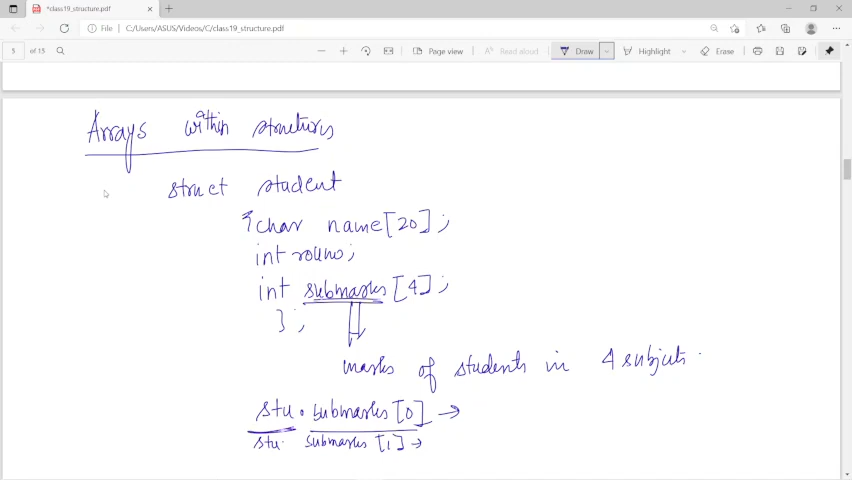 *class19_structure.pdf
File | C:/Users/ASUS/Videos/C/class19_structure.pdf
5 of 13 Page view Read aloud Draw Highlight Erase
Arrays within structures
struct student
{char name[20];
int rollno;
int submarks [4];
};
marks of students in 4 subjects.
stu. submarks [0] →
stu. submarks [1] →